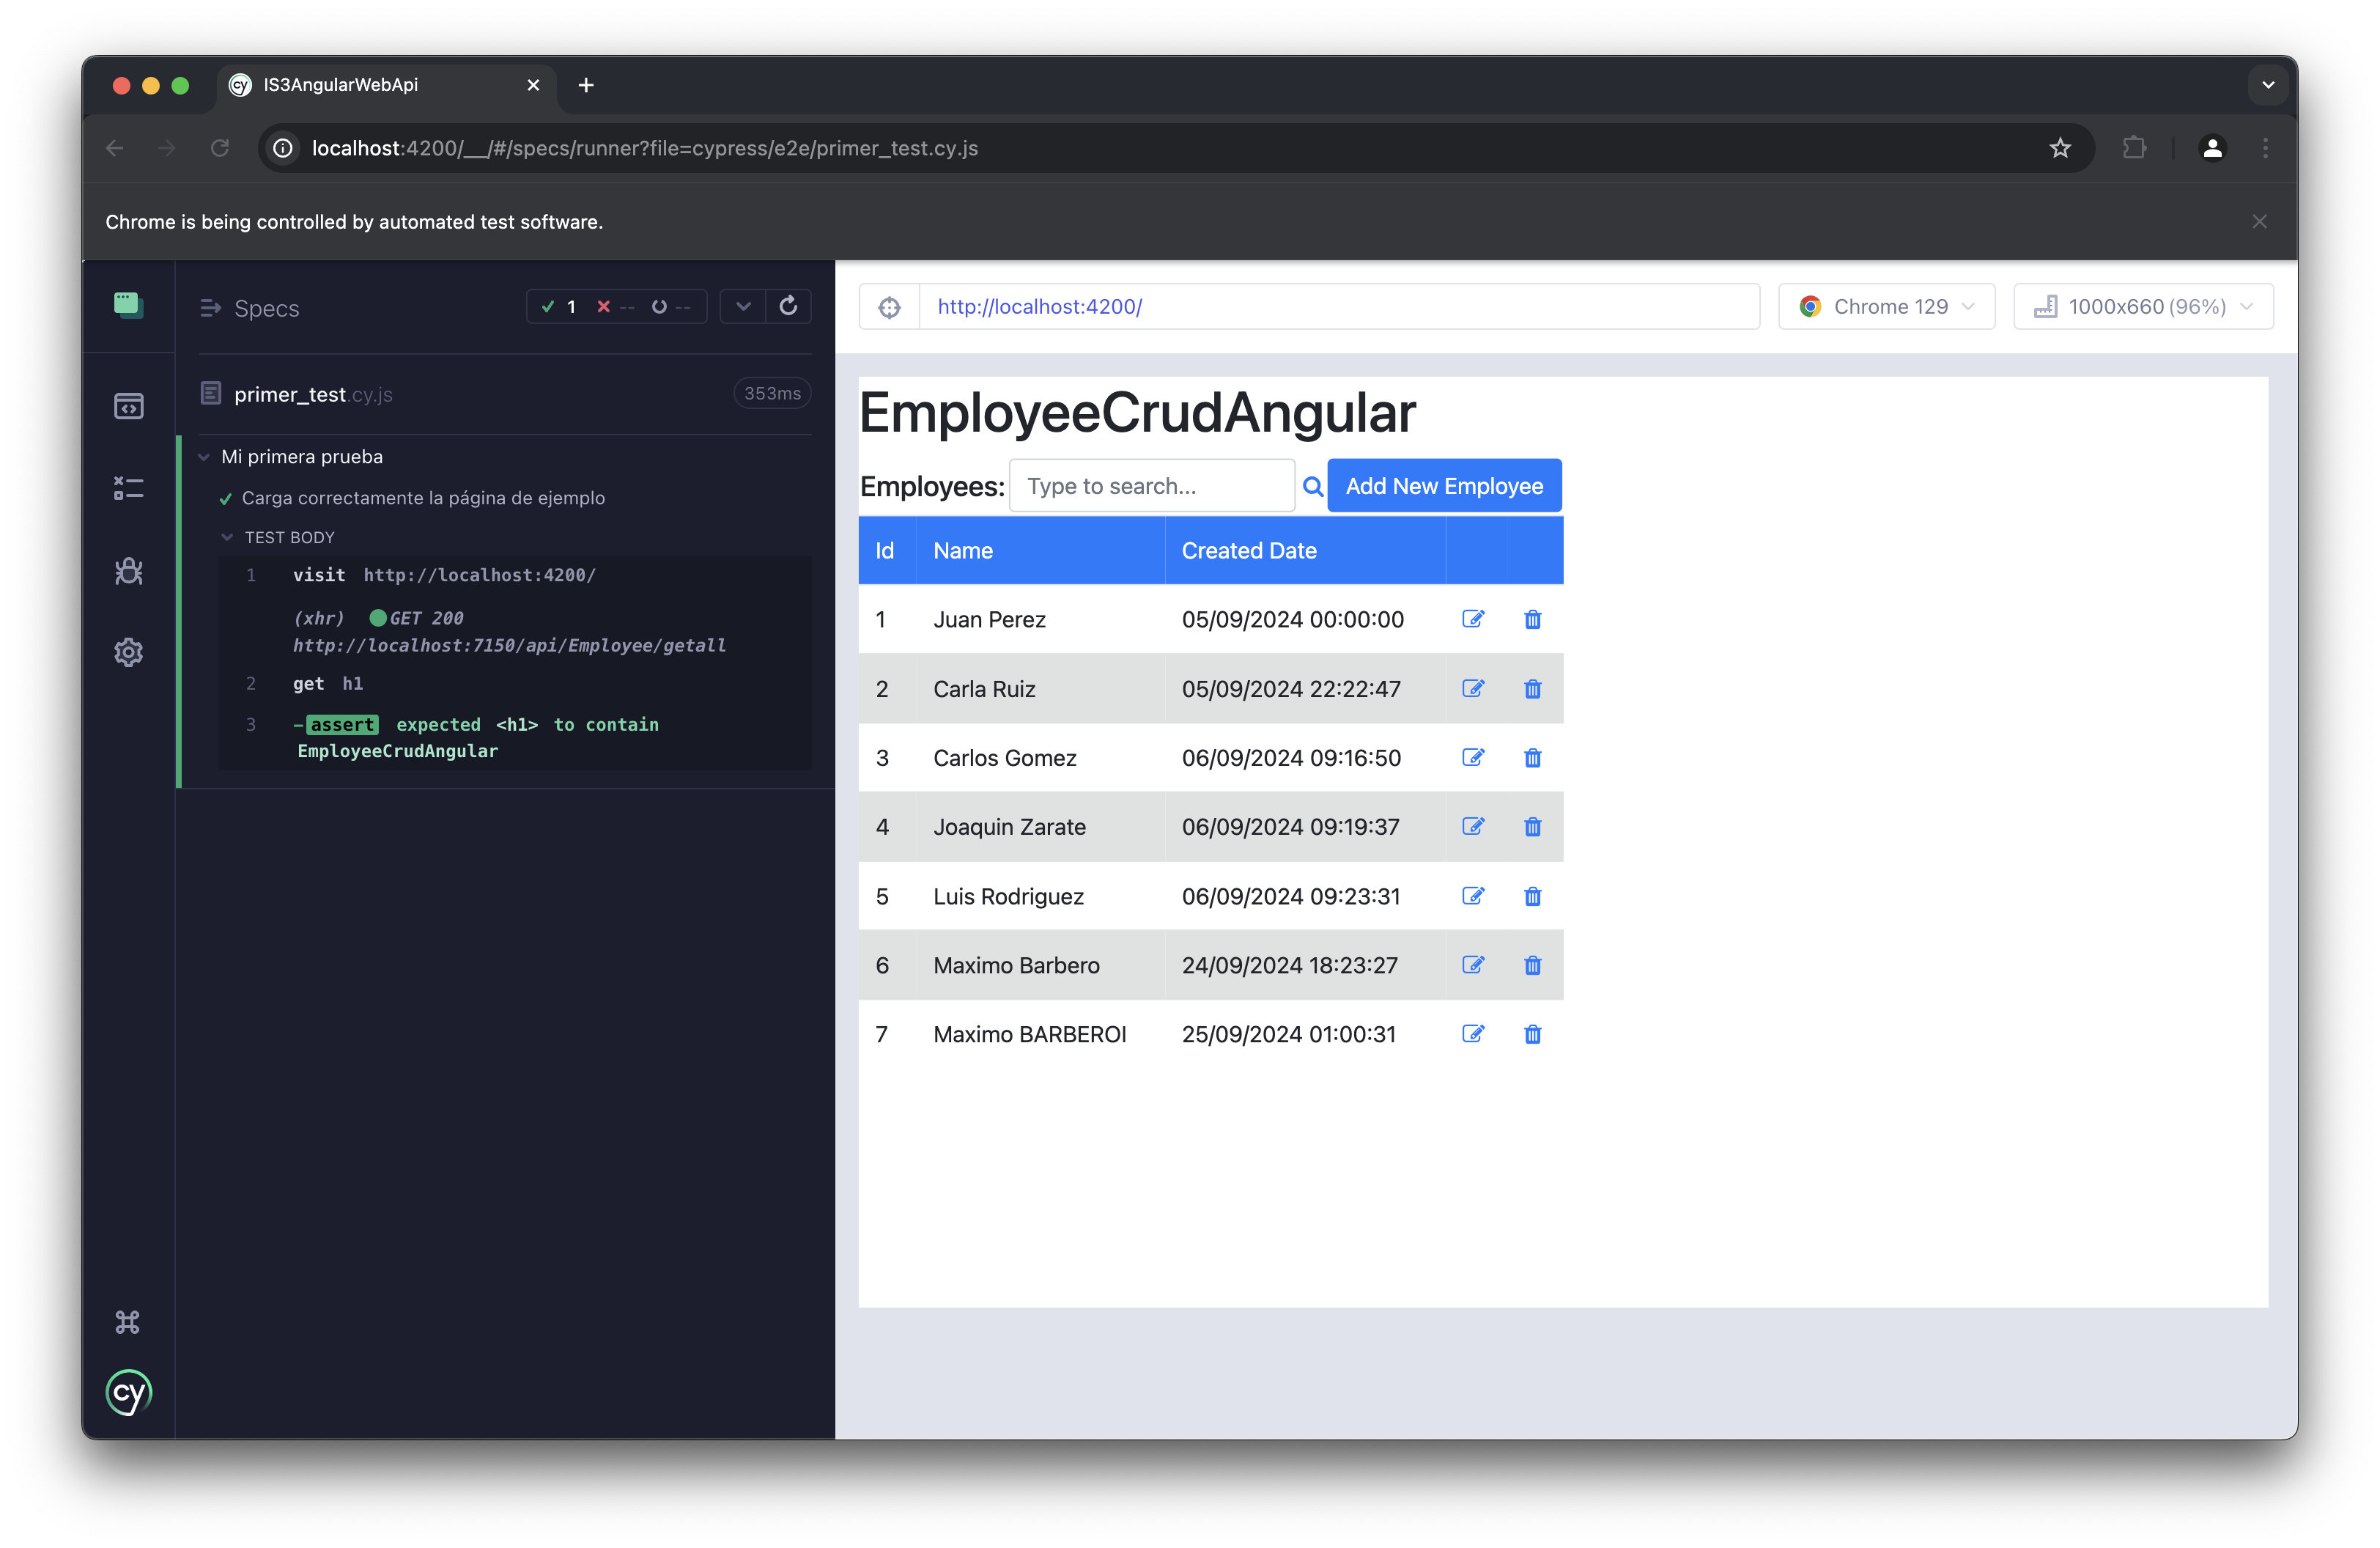 IS3AngularWebApi
localhost:4200/__/#/specs/runner?file=cypress/e2e/primer_test.cy.js
Chrome is being controlled by automated test software.
Specs
1 -- --
primer_test.cy.js 353ms
Mi primera prueba
Carga correctamente la página de ejemplo
TEST BODY
1 visit http://localhost:4200/
(xhr) GET 200
http://localhost:7150/api/Employee/getall
2 get h1
3 -assert expected <h1> to contain
EmployeeCrudAngular
cy
http://localhost:4200/ Chrome 129 1000x660 (96%)
EmployeeCrudAngular
Employees: Type to search... Add New Employee
Id Name Created Date
1 Juan Perez 05/09/2024 00:00:00
2 Carla Ruiz 05/09/2024 22:22:47
3 Carlos Gomez 06/09/2024 09:16:50
4 Joaquin Zarate 06/09/2024 09:19:37
5 Luis Rodriguez 06/09/2024 09:23:31
6 Maximo Barbero 24/09/2024 18:23:27
7 Maximo BARBEROI 25/09/2024 01:00:31